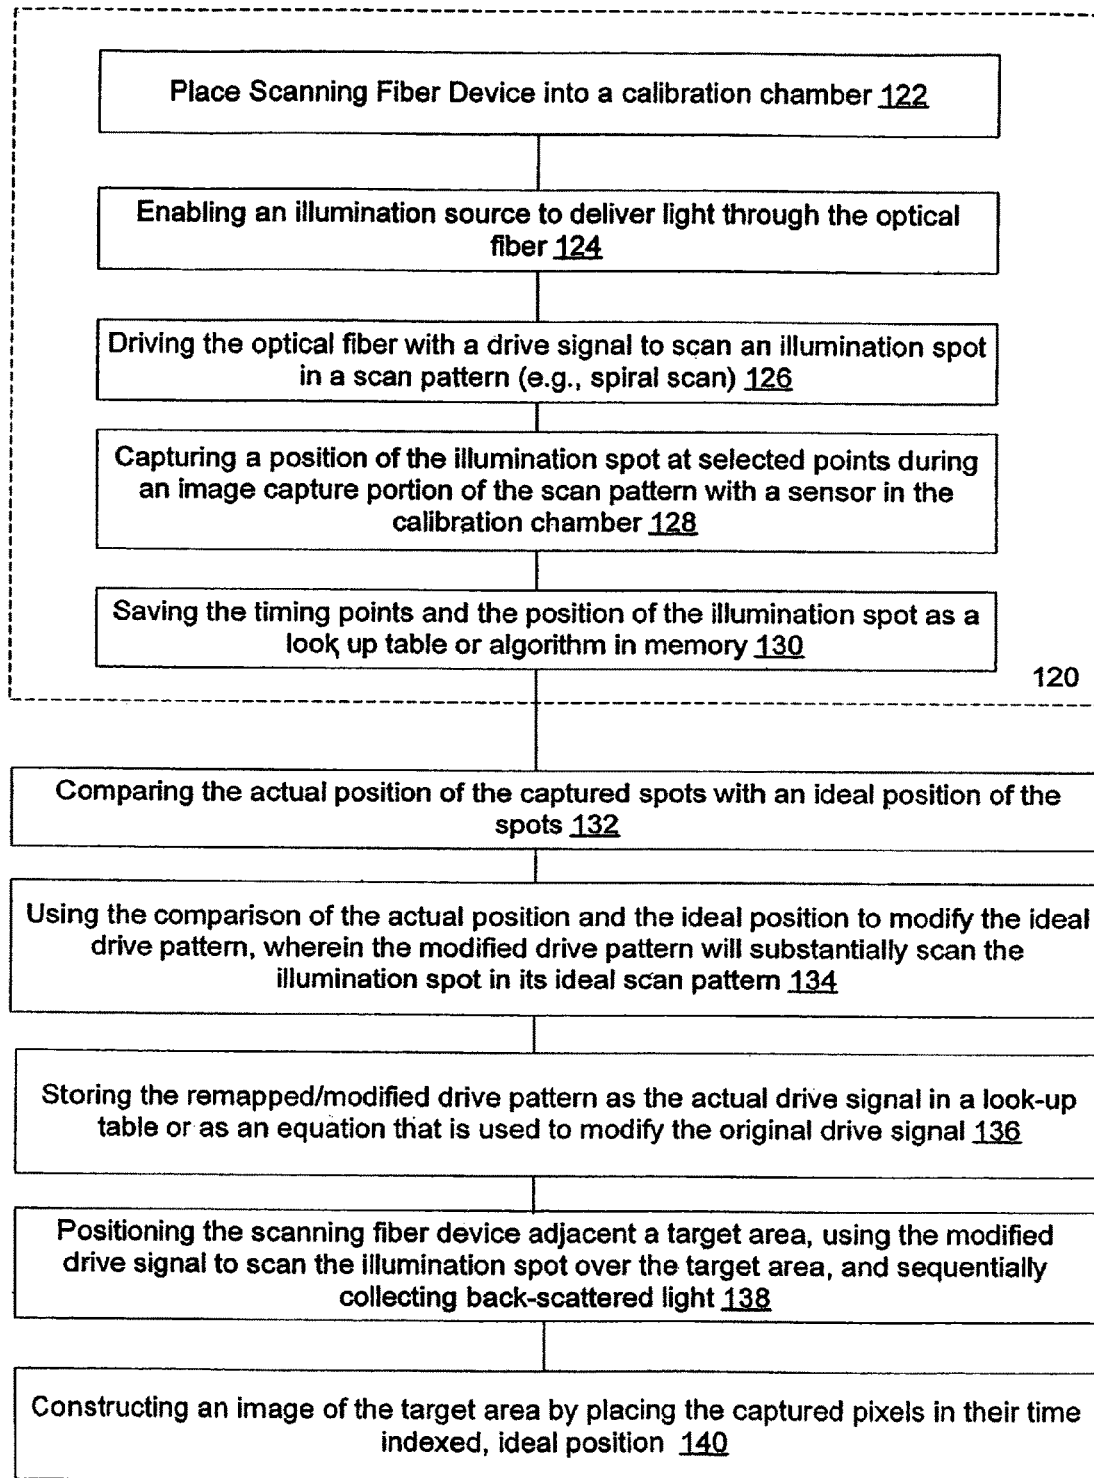 Place Scanning Fiber Device into a calibration chamber 122
Enabling an illumination source to deliver light through the optical
fiber 124
Driving the optical fiber with a drive signal to scan an illumination spot
in a scan pattern (e.g., spiral scan) 126
Capturing a position of the illumination spot at selected points during
an image capture portion of the scan pattern with a sensor in the
calibration chamber 128
Saving the timing points and the position of the illumination spot as a
look up table or algorithm in memory 130
120
Comparing the actual position of the captured spots with an ideal position of the
spots 132
Using the comparison of the actual position and the ideal position to modify the ideal
drive pattern, wherein the modified drive pattern will substantially scan the
illumination spot in its ideal scan pattern 134
Storing the remapped/modified drive pattern as the actual drive signal in a look-up
table or as an equation that is used to modify the original drive signal 136
Positioning the scanning fiber device adjacent a target area, using the modified
drive signal to scan the illumination spot over the target area, and sequentially
collecting back-scattered light 138
Constructing an image of the target area by placing the captured pixels in their time
indexed, ideal position 140